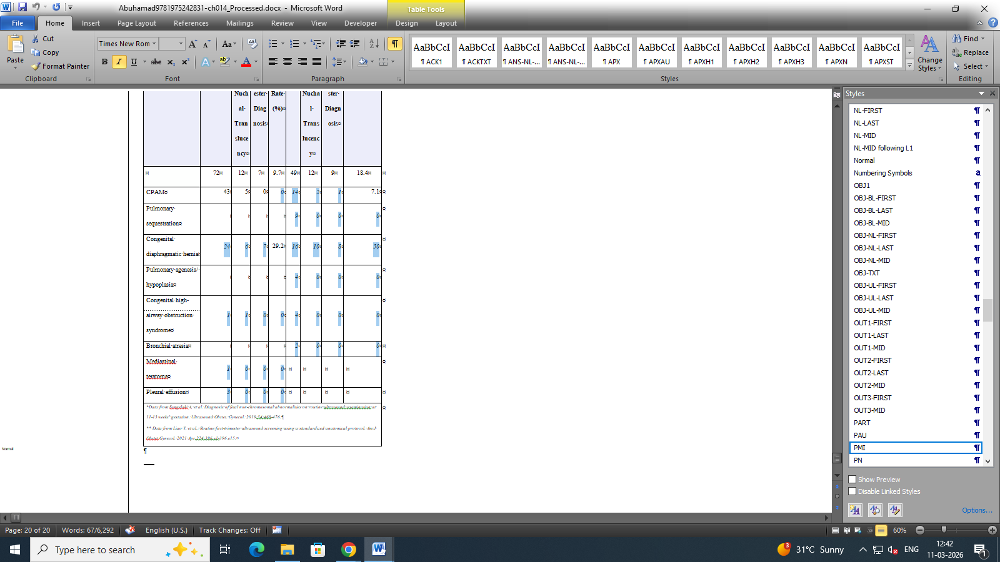 Abuhamad9781975242831-ch014_Processed.docx - Microsoft Word
Table Tools
File Home Insert Page Layout References Mailings Review View Developer Design Layout
Paste
Cut
Copy
Format Painter
Clipboard
Times New Rom
Font
Paragraph
AaBbCcI AaBbCcI AaBbCcI AaBbCcI AaBbCcI AaBbCcI AaBbCcI AaBbCcI AaBbCcI AaBbCcI AaBbCcI
¶ ACK1 ¶ ACKTXT ¶ ANS-NL-... ¶ ANS-NL-... ¶ APX ¶ APXAU ¶ APXH1 ¶ APXH2 ¶ APXH3 ¶ APXN ¶ APXST
Styles
Change
Styles
Find
Replace
Select
Editing
Nuch ester· Rate· Nucha ster·
al· Diag (%)¤ l· Diagn
Tran nosis¤ Trans osis¤
sluce lucenc
ncy¤ y¤
¤ 72¤ 12¤ 7¤ 9.7¤ 49¤ 12¤ 9¤ 18.4¤ ¤
CPAM¤ 43¤ 5¤ 0¤ 0¤ 14¤ 2¤ 1¤ 7.1¤ ¤
Pulmonary·
sequestration¤ ¤ ¤ ¤ ¤ 9¤ 0¤ 0¤ 0¤ ¤
Congenital·
diaphragmatic·hernia¤ 24¤ 6¤ 7¤ 29.2¤ 16¤ 10¤ 8¤ 50¤ ¤
Pulmonary·agenesis/·
hypoplasia¤ ¤ ¤ ¤ ¤ 4¤ 0¤ 0¤ 0¤ ¤
Congenital·high-
airway·obstruction· 1¤ 1¤ 0¤ 0¤ 4¤ 0¤ 0¤ 0¤ ¤
syndrome¤
Bronchial·atresia¤ ¤ ¤ ¤ ¤ 2¤ 0¤ 0¤ 0¤ ¤
Mediastinal·
teratoma¤ 1¤ 0¤ 0¤ 0¤ ¤ ¤ ¤ ¤ ¤
Pleural·effusion¤ 3¤ 0¤ 0¤ 0¤ ¤ ¤ ¤ ¤ ¤
*Data·from·Syngelaki·A,·et·al.·Diagnosis·of·fetal·non-chromosomal·abnormalities·on·routine·ultrasound·examination·at·
11-13·weeks'·gestation.·Ultrasound·Obstet.·Gynecol.·2019;54:468-476.¶
**·Data·from·Liao·Y,·et·al.:·Routine·first-trimester·ultrasound·screening·using·a·standardized·anatomical·protocol.·Am·J·
Obstet·Gynecol.·2021·Apr;224:396.e1-396.e15.¤
¶
Normal
Styles
NL-FIRST ¶
NL-LAST ¶
NL-MID ¶
NL-MID following L1 ¶
Normal ¶
Numbering Symbols a
OBJ1 ¶
OBJ-BL-FIRST ¶
OBJ-BL-LAST ¶
OBJ-BL-MID ¶
OBJ-NL-FIRST ¶
OBJ-NL-LAST ¶
OBJ-NL-MID ¶
OBJ-TXT ¶
OBJ-UL-FIRST ¶
OBJ-UL-LAST ¶
OBJ-UL-MID ¶
OUT1-FIRST ¶
OUT1-LAST ¶
OUT1-MID ¶
OUT2-FIRST ¶
OUT2-LAST ¶
OUT2-MID ¶
OUT3-FIRST ¶
OUT3-MID ¶
PART ¶
PAU ¶
PMI ¶
PN ¶
Show Preview
Disable Linked Styles
Options...
Page: 20 of 20 Words: 67/6,292 English (U.S.) Track Changes: Off 60%
Type here to search
3 31°C Sunny ENG 12:42
11-03-2026
1